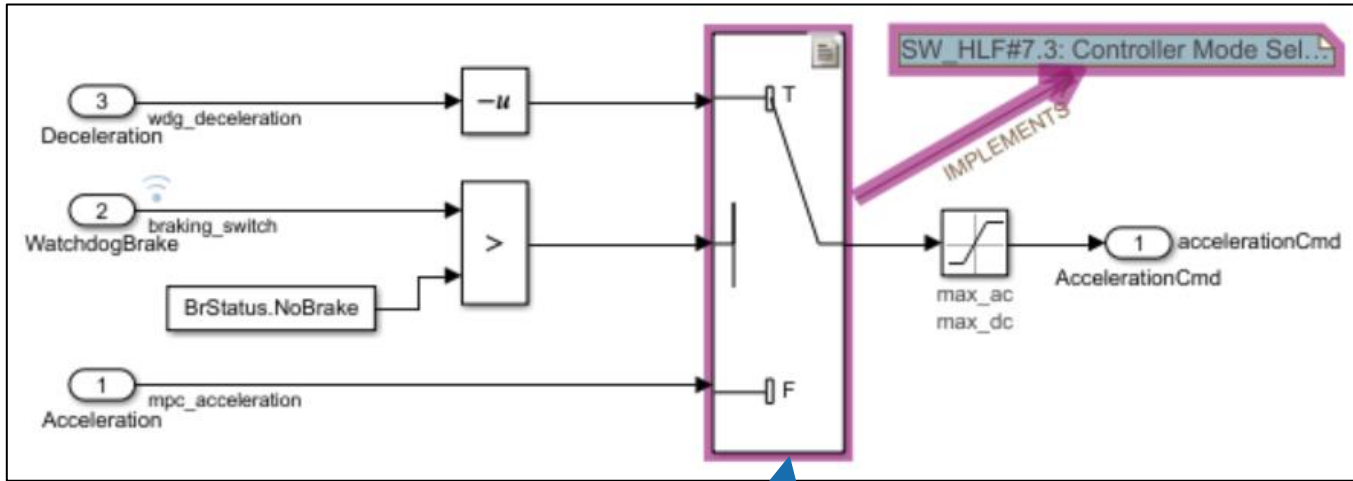 SW_HLF#7.3: Controller Mode Sel...
IMPLEMENTS
3
wdg_deceleration
Deceleration
-u
T
2
braking_switch
WatchdogBrake
>
BrStatus.NoBrake
1
mpc_acceleration
Acceleration
F
max_ac
max_dc
1
accelerationCmd
AccelerationCmd